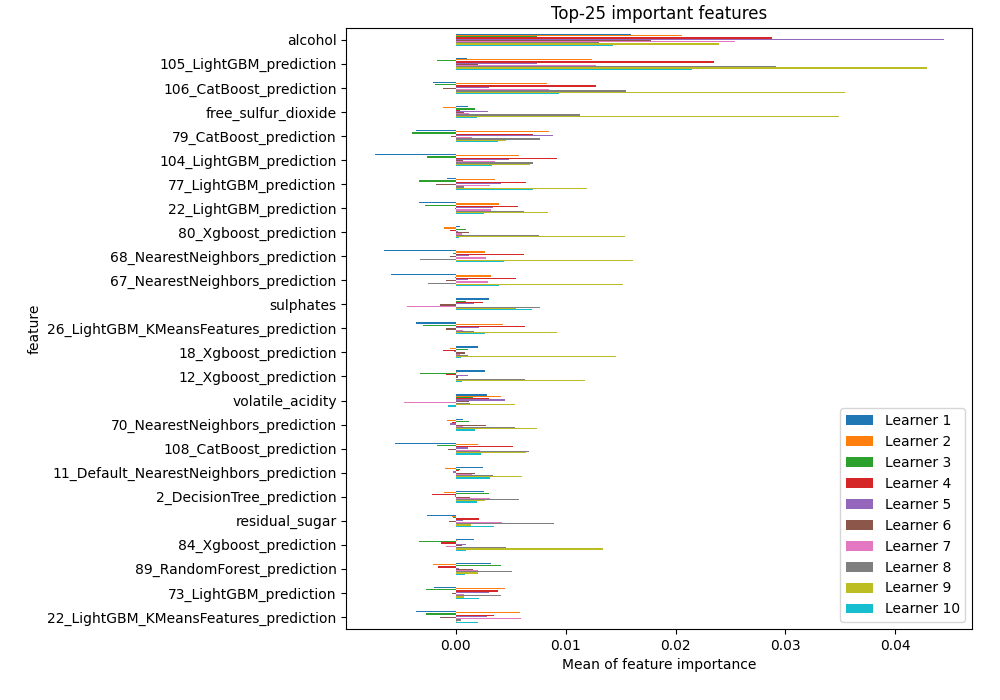 Top-25 important features
alcohol
105_LightGBM_prediction
106_CatBoost_prediction
free_sulfur_dioxide
79_CatBoost_prediction
104_LightGBM_prediction
77_LightGBM_prediction
22_LightGBM_prediction
80_Xgboost_prediction
68_NearestNeighbors_prediction
67_NearestNeighbors_prediction
sulphates
26_LightGBM_KMeansFeatures_prediction
18_Xgboost_prediction
12_Xgboost_prediction
volatile_acidity
70_NearestNeighbors_prediction
108_CatBoost_prediction
11_Default_NearestNeighbors_prediction
2_DecisionTree_prediction
residual_sugar
84_Xgboost_prediction
89_RandomForest_prediction
73_LightGBM_prediction
22_LightGBM_KMeansFeatures_prediction
feature
Learner 1
Learner 2
Learner 3
Learner 4
Learner 5
Learner 6
Learner 7
Learner 8
Learner 9
Learner 10
0.00 0.01 0.02 0.03 0.04
Mean of feature importance